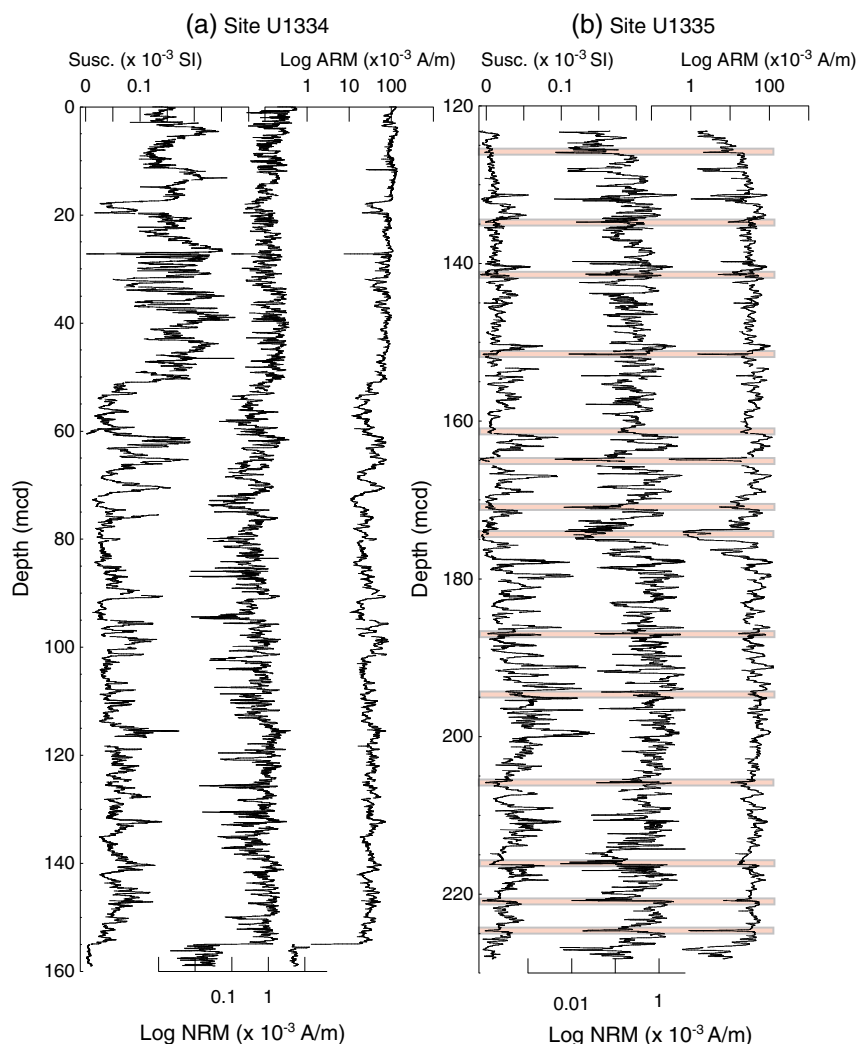 (a) Site U1334
(b) Site U1335
Susc. (x 10-3 SI)
Log ARM (x10-3 A/m)
Susc. (x 10-3 SI)
Log ARM (x10-3 A/m)
0 0.1
1 10 100
0 0.1
1 100
0
20
40
60
80
100
120
140
160
Depth (mcd)
120
140
160
180
200
220
Depth (mcd)
0.1 1
Log NRM (x 10-3 A/m)
0.01 1
Log NRM (x 10-3 A/m)